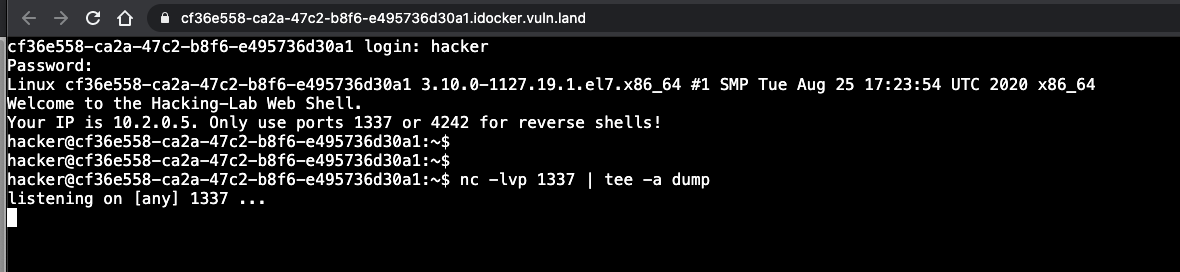 cf36e558-ca2a-47c2-b8f6-e495736d30a1.idocker.vuln.land
cf36e558-ca2a-47c2-b8f6-e495736d30a1 login: hacker
Password:
Linux cf36e558-ca2a-47c2-b8f6-e495736d30a1 3.10.0-1127.19.1.el7.x86_64 #1 SMP Tue Aug 25 17:23:54 UTC 2020 x86_64
Welcome to the Hacking-Lab Web Shell.
Your IP is 10.2.0.5. Only use ports 1337 or 4242 for reverse shells!
hacker@cf36e558-ca2a-47c2-b8f6-e495736d30a1:~$
hacker@cf36e558-ca2a-47c2-b8f6-e495736d30a1:~$
hacker@cf36e558-ca2a-47c2-b8f6-e495736d30a1:~$ nc -lvp 1337 | tee -a dump
listening on [any] 1337 ...